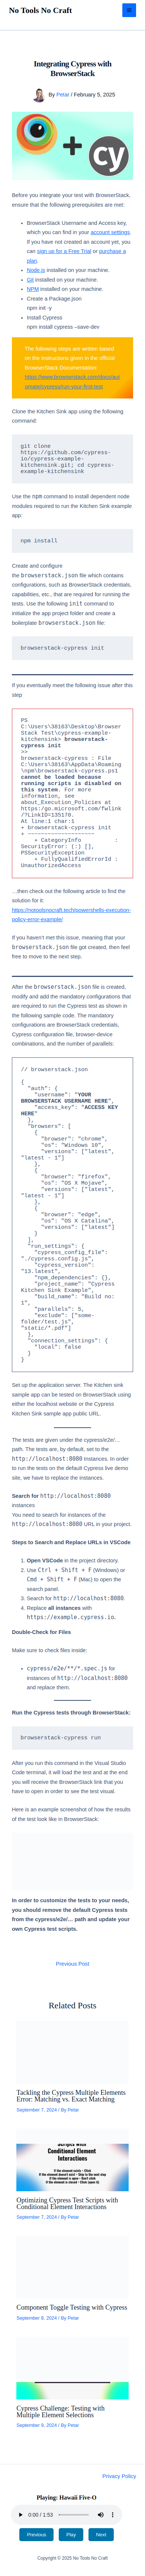 No Tools No Craft
Integrating Cypress with
BrowserStack
By Petar / February 5, 2025
Before you integrate your test with BrowserStack,
ensure that the following prerequisites are met:
BrowserStack Username and Access key,
which you can find in your account settings.
If you have not created an account yet, you
can sign up for a Free Trial or purchase a
plan.
Node.js installed on your machine.
Git installed on your machine.
NPM installed on your machine.
Create a Package json
npm init -y
Install Cypress
npm install cypress --save-dev
The following steps are written based
on the instructions given in the official
BrowserStack Documentation:
Clone the Kitchen Sink app using the following
command:
git clone
https://github.com/cypress-
io/cypress-example-
kitchensink.git; cd cypress-
example-kitchensink
Use the npm command to install dependent node
modules required to run the Kitchen Sink example
app:
npm install
Create and configure
the browserstack.json file which contains
configurations, such as BrowserStack credentials,
capabilities, etc., that are required for running
tests. Use the following init command to
initialize the app project folder and create a
boilerplate browserstack.json file:
browserstack-cypress init
If you eventually meet the following issue after this
step
PS
C:\Users\38163\Desktop\Browser
Stack Test\cypress-example-
kitchensink> browserstack-
cypress init
>>
browserstack-cypress : File
C:\Users\38163\AppData\Roaming
\npm\browserstack-cypress.ps1
cannot be loaded because
running scripts is disabled on
this system. For more
information, see
about_Execution_Policies at
https:/go.microsoft.com/fwlink
/?LinkID=135170.
At line:1 char:1
+ browserstack-cypress init
+ CategoryInfo :
SecurityError: (:) [],
PSSecurityException
+ FullyQualifiedErrorId :
UnauthorizedAccess
…then check out the following article to find the
solution for it:
https://notoolsnocraft.tech/powershells-execution-
policy-error-example/
If you haven't met this issue, meaning that your
browserstack.json file got created, then feel
free to move to the next step.
After the browserstack.json file is created,
modify and add the mandatory configurations that
are required to run the Cypress test as shown in
the following sample code. The mandatory
configurations are BrowserStack credentials,
Cypress configuration file, browser-device
combinations, and the number of parallels:
// browserstack.json
{
"auth": {
"username": "YOUR
BROWSERSTACK USERNAME HERE",
"access_key": "ACCESS KEY
HERE"
},
"browsers": [
{
"browser": "chrome",
"os": "Windows 10",
"versions": ["latest",
"latest - 1"]
},
{
"browser": "firefox",
"os": "OS X Mojave",
"versions": ["latest",
"latest - 1"]
},
{
"browser": "edge",
"os": "OS X Catalina",
"versions": ["latest"]
}
],
"run_settings": {
"cypress_config_file":
"./cypress.config.js",
"cypress_version":
"13.latest",
"npm_dependencies": {},
"project_name": "Cypress
Kitchen Sink Example",
"build_name": "Build no:
1",
"parallels": 5,
"exclude": ["some-
folder/test.js",
"static/*.pdf"]
},
"connection_settings": {
"local": false
}
}
Set up the application server. The Kitchen sink
sample app can be tested on BrowserStack using
either the localhost website or the Cypress
Kitchen Sink sample app public URL.
The tests are given under the cypress/e2e/…
path. The tests are, by default, set to the
http://localhost:8080 instances. In order
to run the tests on the default Cypress live demo
site, we have to replace the instances.
Search for http://localhost:8080
instances
You need to search for instances of the
http://localhost:8080 URL in your project.
Steps to Search and Replace URLs in VSCode
1. Open VSCode in the project directory.
2. Use Ctrl + Shift + F (Windows) or
Cmd + Shift + F (Mac) to open the
search panel.
3. Search for http://localhost:8080.
4. Replace all instances with
https://example.cypress.io.
Double-Check for Files
Make sure to check files inside:
cypress/e2e/**/*.spec.js for
instances of http://localhost:8080
and replace them.
Run the Cypress tests through BrowserStack:
browserstack-cypress run
After you run this command in the Visual Studio
Code terminal, it will load the test and at the end
you will receive the BrowserStack link that you
have to open in order to see the test visual.
Here is an example screenshot of how the results
of the test look like in BrowserStack:
In order to customize the tests to your needs,
you should remove the default Cypress tests
from the cypress/e2e/… path and update your
own Cypress test scripts.
Previous Post
Related Posts
Tackling the Cypress Multiple Elements
Error: Matching vs. Exact Matching
September 7, 2024 / By Petar
Element Conditional
Interactions
Optimizing Cypress Test Scripts with
Conditional Element Interactions
September 7, 2024 / By Petar
Component Toggle Testing with Cypress
September 8, 2024 / By Petar
Cypress Challenge: Testing with
Multiple Element Selections
September 9, 2024 / By Petar
Privacy Policy
Playing: Hawaii Five-O
0:00 / 1:53
Previous Play Next
Copyright © 2025 No Tools No Craft